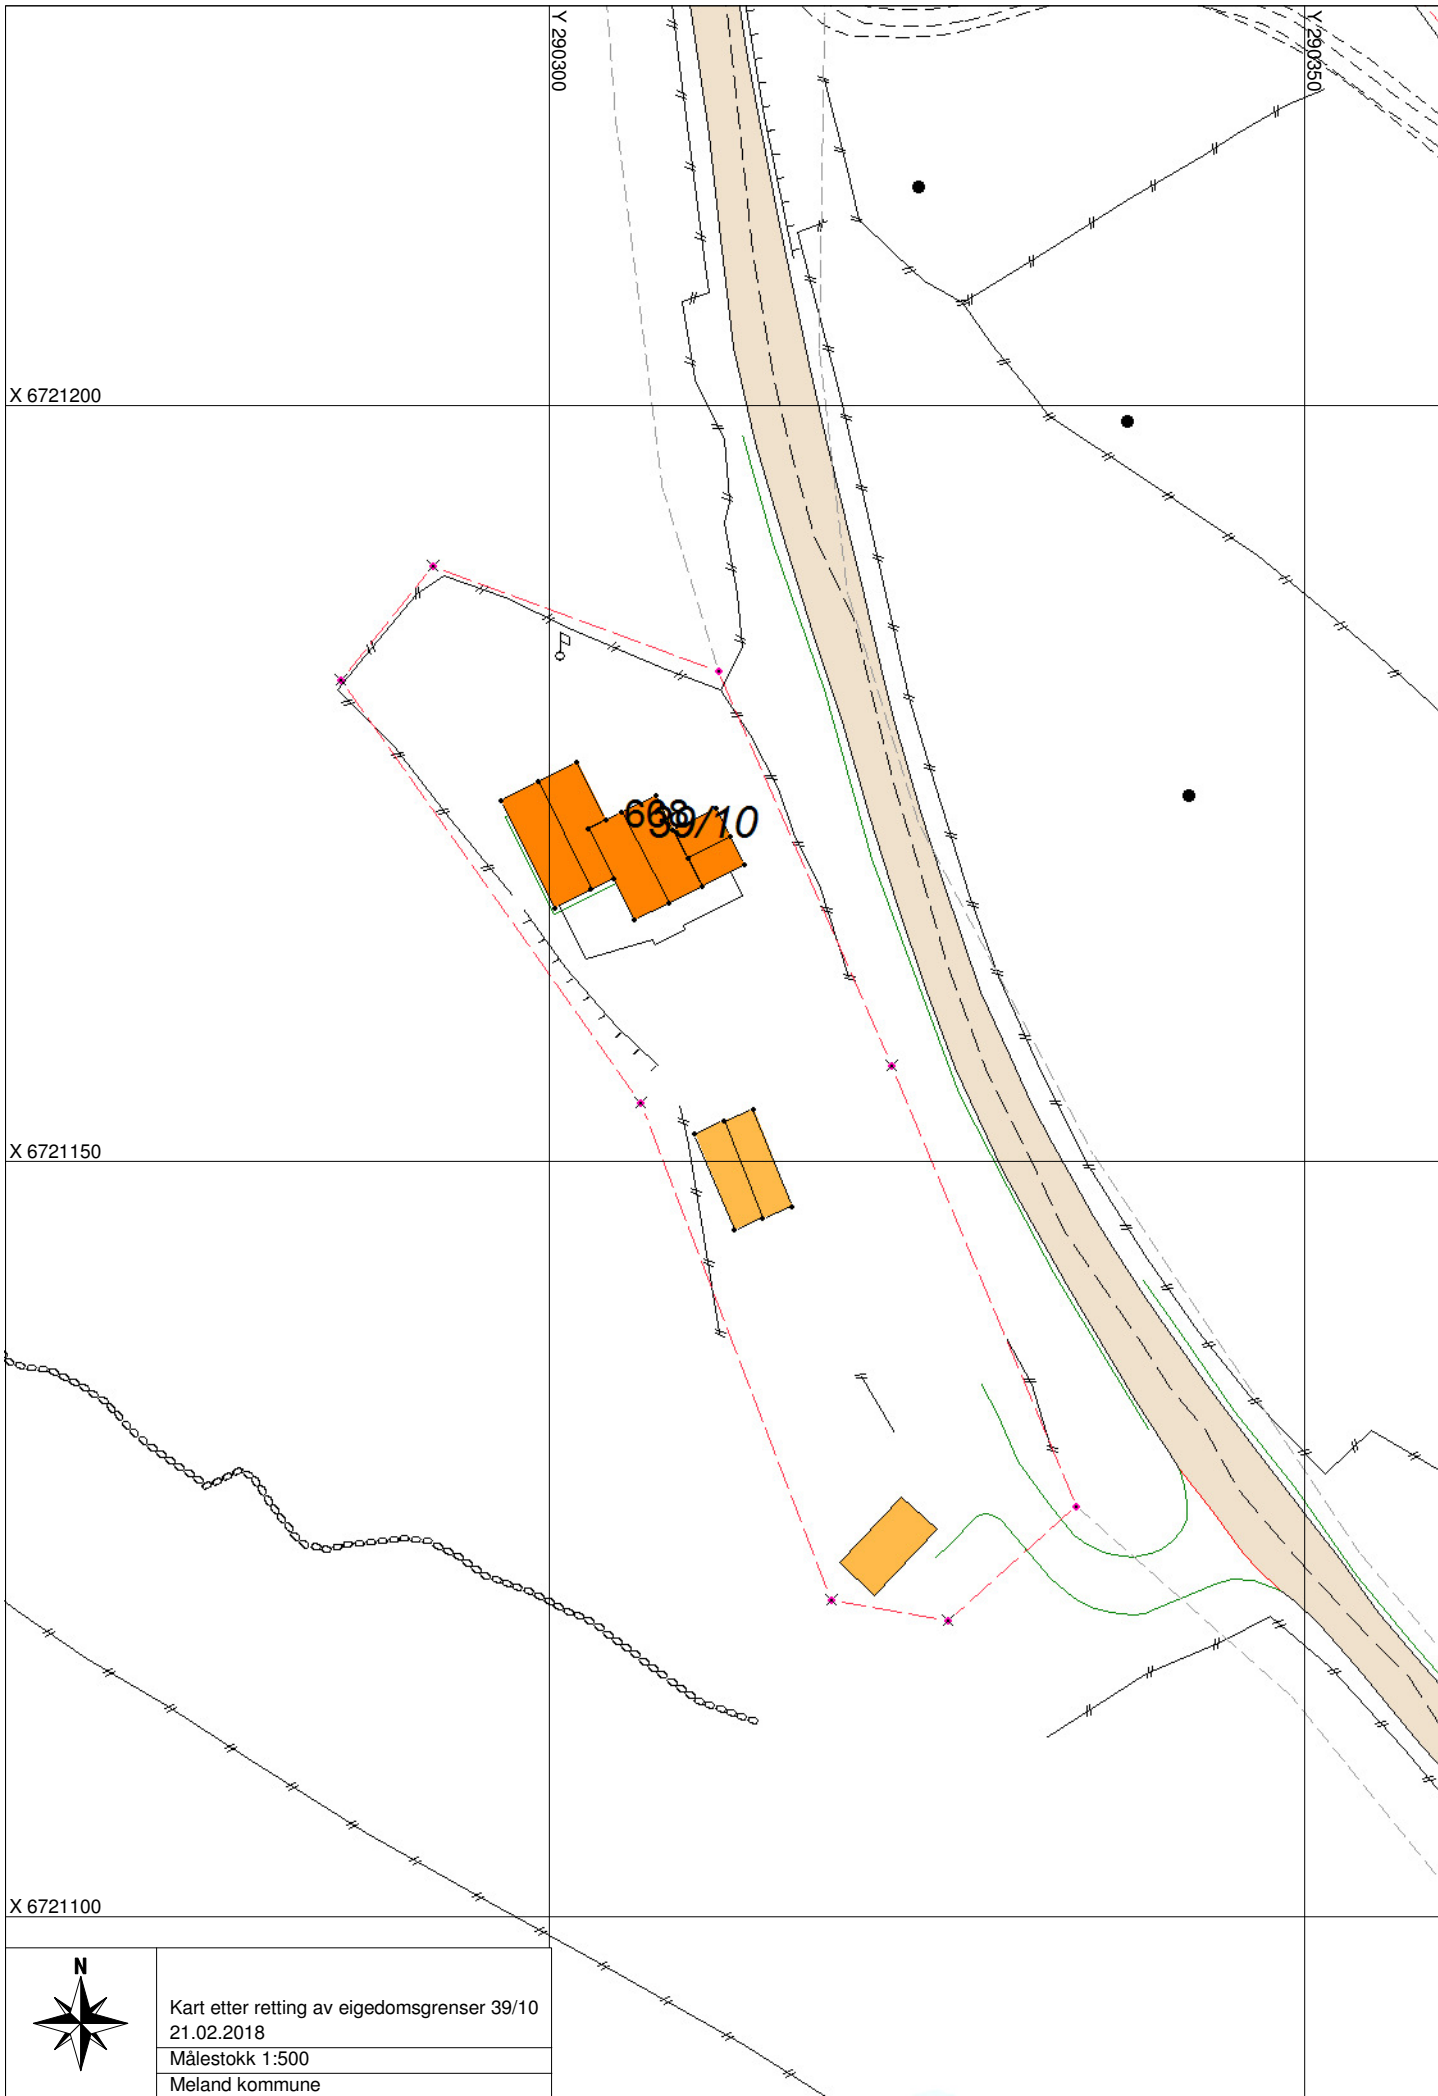 Y 290300
Y 290350
X 6721200
39/10
X 6721150
X 6721100
N
Kart etter retting av eigedomsgrenser 39/10
21.02.2018
Målestokk 1:500
Meland kommune